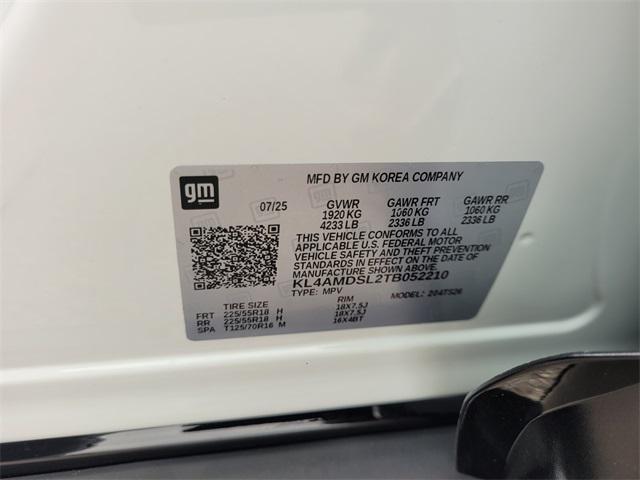 gm
MFD BY GM KOREA COMPANY
07/25 GVWR GAWR FRT GAWR RR
1920 KG 1060 KG 1060 KG
4233 LB 2336 LB 2336 LB
THIS VEHICLE CONFORMS TO ALL
APPLICABLE U.S. FEDERAL MOTOR
VEHICLE SAFETY AND THEFT PREVENTION
STANDARDS IN EFFECT ON THE DATE OF
MANUFACTURE SHOWN ABOVE.
KL4AMDSL2TB052210
TYPE: MPV MODEL: 204TS26
TIRE SIZE RIM
FRT 225/55R18 H 18X7.5J
RR 225/55R18 H 18X7.5J
SPA T125/70R16 M 16X4BT